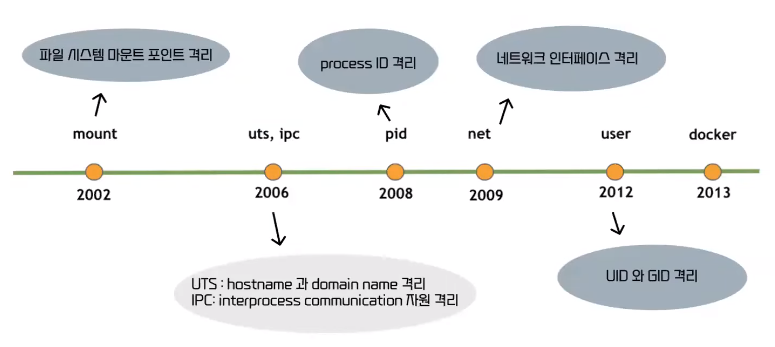 파일 시스템 마운트 포인트 격리
process ID 격리
네트워크 인터페이스 격리
mount
uts, ipc
pid
net
user
docker
2002
2006
2008
2009
2012
2013
UTS : hostname 과 domain name 격리
IPC: interprocess communication 자원 격리
UID 와 GID 격리